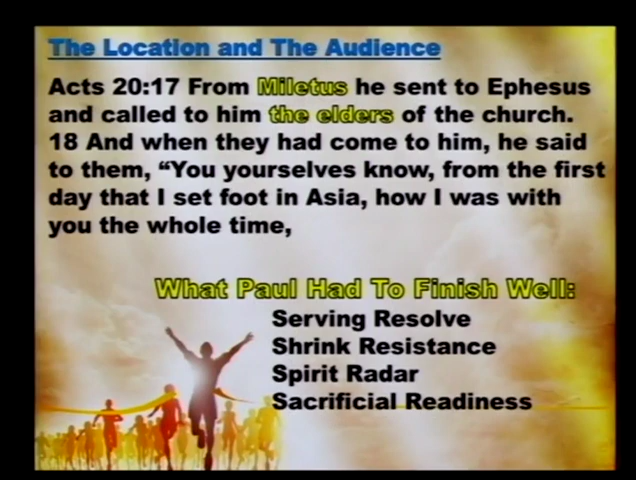 The Location and The Audience
Acts 20:17 From Miletus he sent to Ephesus
and called to him the elders of the church.
18 And when they had come to him, he said
to them, “You yourselves know, from the first
day that I set foot in Asia, how I was with
you the whole time,
What Paul Had To Finish Well:
Serving Resolve
Shrink Resistance
Spirit Radar
Sacrificial Readiness